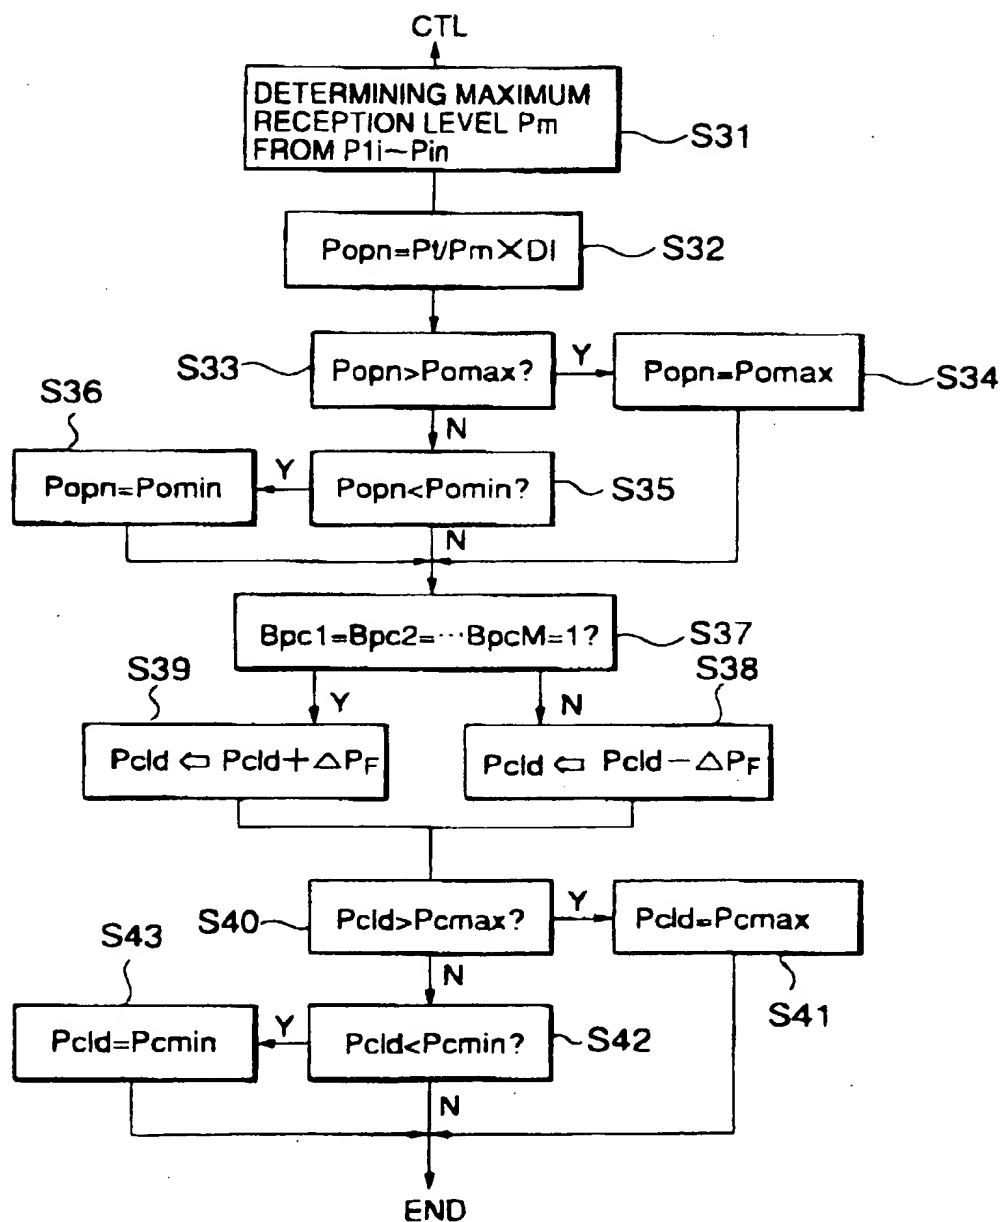 CTL
DETERMINING MAXIMUM
RECEPTION LEVEL Pm
FROM P1i~Pin
S31
Popn=Pt/Pm×DI
S32
S33
Popn>Pomax?
Y
Popn=Pomax
S34
N
S36
Popn=Pomin
Y
Popn<Pomin?
S35
N
Bpc1=Bpc2=···BpcM=1?
S37
S39
Y
S38
N
Pcld ⇐ Pcld+△PF
Pcld ⇐ Pcld−△PF
S40
Pcld>Pcmax?
Y
Pcld=Pcmax
S41
N
S43
Pcld=Pcmin
Y
Pcld<Pcmin?
S42
N
END